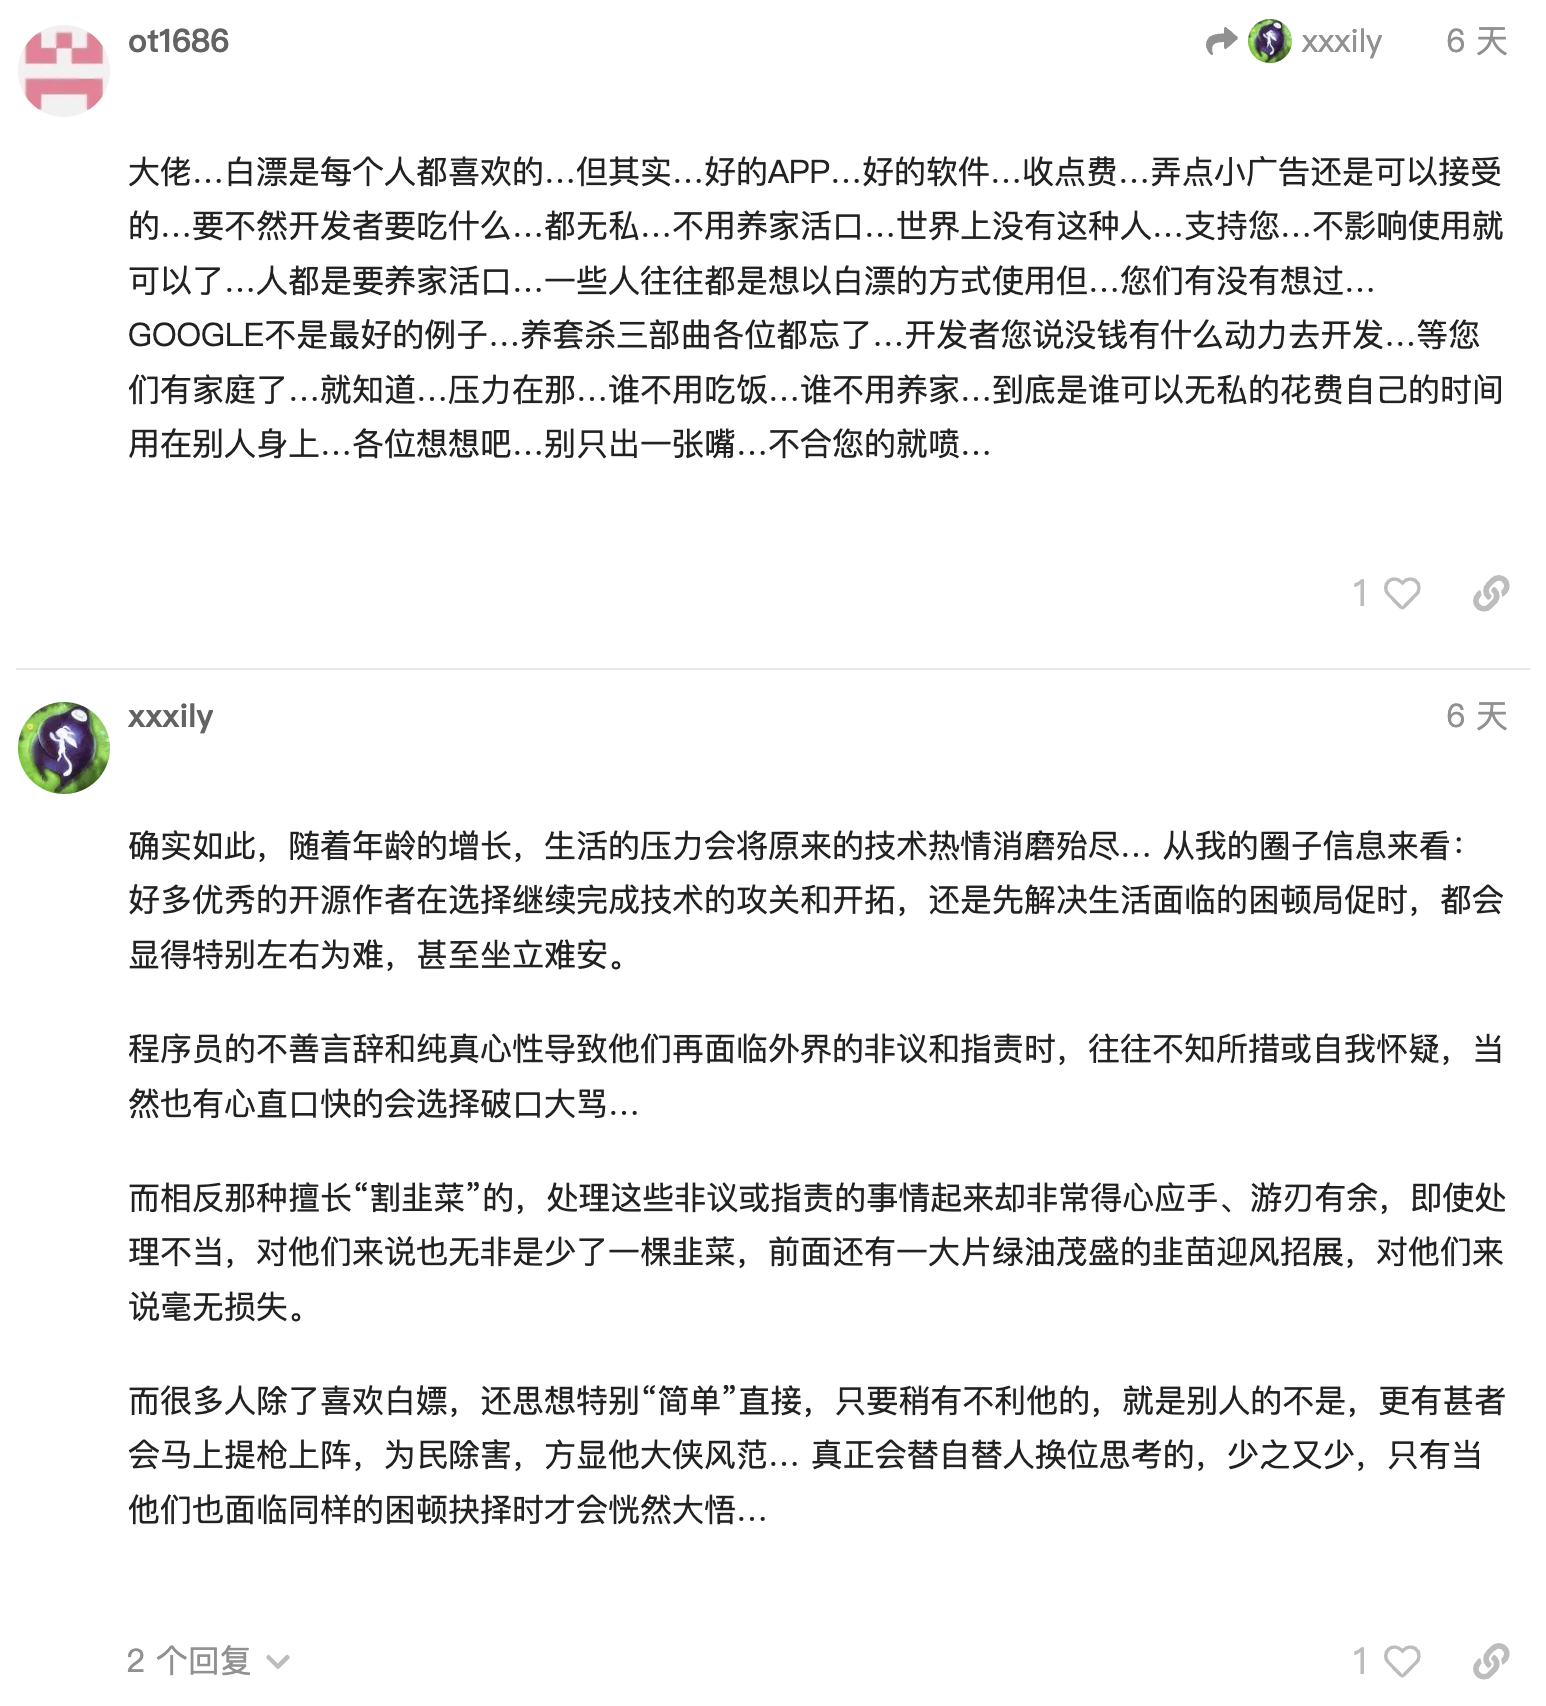 ot1686
xxxily
6 天
大佬…白漂是每个人都喜欢的…但其实…好的APP…好的软件…收点费…弄点小广告还是可以接受
的…要不然开发者要吃什么…都无私…不用养家活口…世界上没有这种人…支持您…不影响使用就
可以了…人都是要养家活口…一些人往往都是想以白漂的方式使用但…您们有没有想过…
GOOGLE不是最好的例子…养套杀三部曲各位都忘了…开发者您说没钱有什么动力去开发…等您
们有家庭了…就知道…压力在那…谁不用吃饭…谁不用养家…到底是谁可以无私的花费自己的时间
用在别人身上…各位想想吧…别只出一张嘴…不合您的就喷…
1
xxxily
6 天
确实如此，随着年龄的增长，生活的压力会将原来的技术热情消磨殆尽… 从我的圈子信息来看：
好多优秀的开源作者在选择继续完成技术的攻关和开拓，还是先解决生活面临的困顿局促时，都会
显得特别左右为难，甚至坐立难安。
程序员的不善言辞和纯真心性导致他们再面临外界的非议和指责时，往往不知所措或自我怀疑，当
然也有心直口快的会选择破口大骂…
而相反那种擅长“割韭菜”的，处理这些非议或指责的事情起来却非常得心应手、游刃有余，即使处
理不当，对他们来说也无非是少了一棵韭菜，前面还有一大片绿油茂盛的韭苗迎风招展，对他们来
说毫无损失。
而很多人除了喜欢白嫖，还思想特别“简单”直接，只要稍有不利他的，就是别人的不是，更有甚者
会马上提枪上阵，为民除害，方显他大侠风范… 真正会替自替人换位思考的，少之又少，只有当
他们也面临同样的困顿抉择时才会恍然大悟…
2 个回复
1